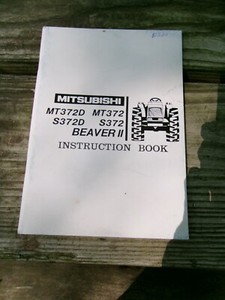 MITSUBISHI
MT372D MT372
S372D S372
BEAVER II
INSTRUCTION BOOK